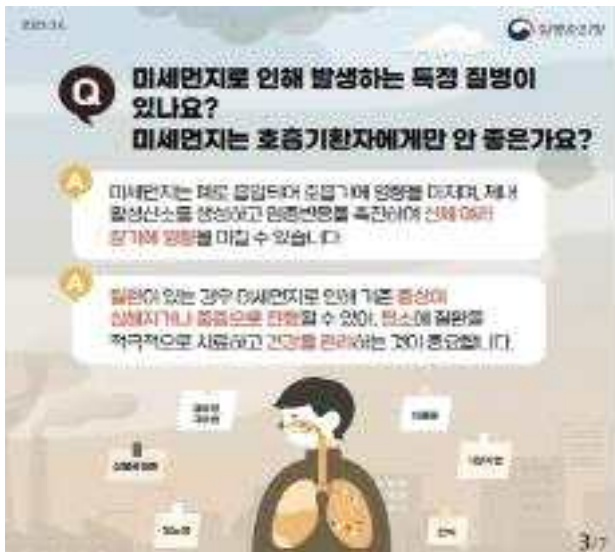 질병관리청
Q
미세먼지로 인해 발생하는 특정 질병이
있나요?
미세먼지는 호흡기환자에게만 안 좋은가요?
A
미세먼지는 폐로 흡입되어 호흡기에 영향을 미치며, 체내
활성산소를 생성하고 염증반응을 촉진하여 신체 여러
장기에 영향을 미칠 수 있습니다
A
질환이 있는 경우 미세먼지로 인해 기존 증상이
심해지거나 중증으로 진행할 수 있어, 평소에 질환을
적극적으로 치료하고 건강을 관리하는 것이 중요합니다.
3/7